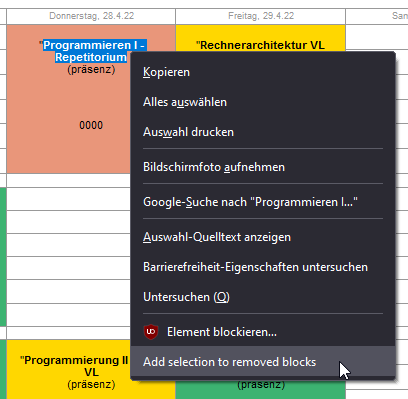 Donnerstag, 28.4.22
Freitag, 29.4.22
San
"Programmieren I -
Repetitorium
(präsenz)
0000
"Rechnerarchitektur VL
Kopieren
Alles auswählen
Auswahl drucken
Bildschirmfoto aufnehmen
Google-Suche nach "Programmieren I..."
Auswahl-Quelltext anzeigen
Barrierefreiheit-Eigenschaften untersuchen
Untersuchen (Q)
Element blockieren...
Add selection to removed blocks
"Programmierung II
VL
(präsenz)
(präsenz)